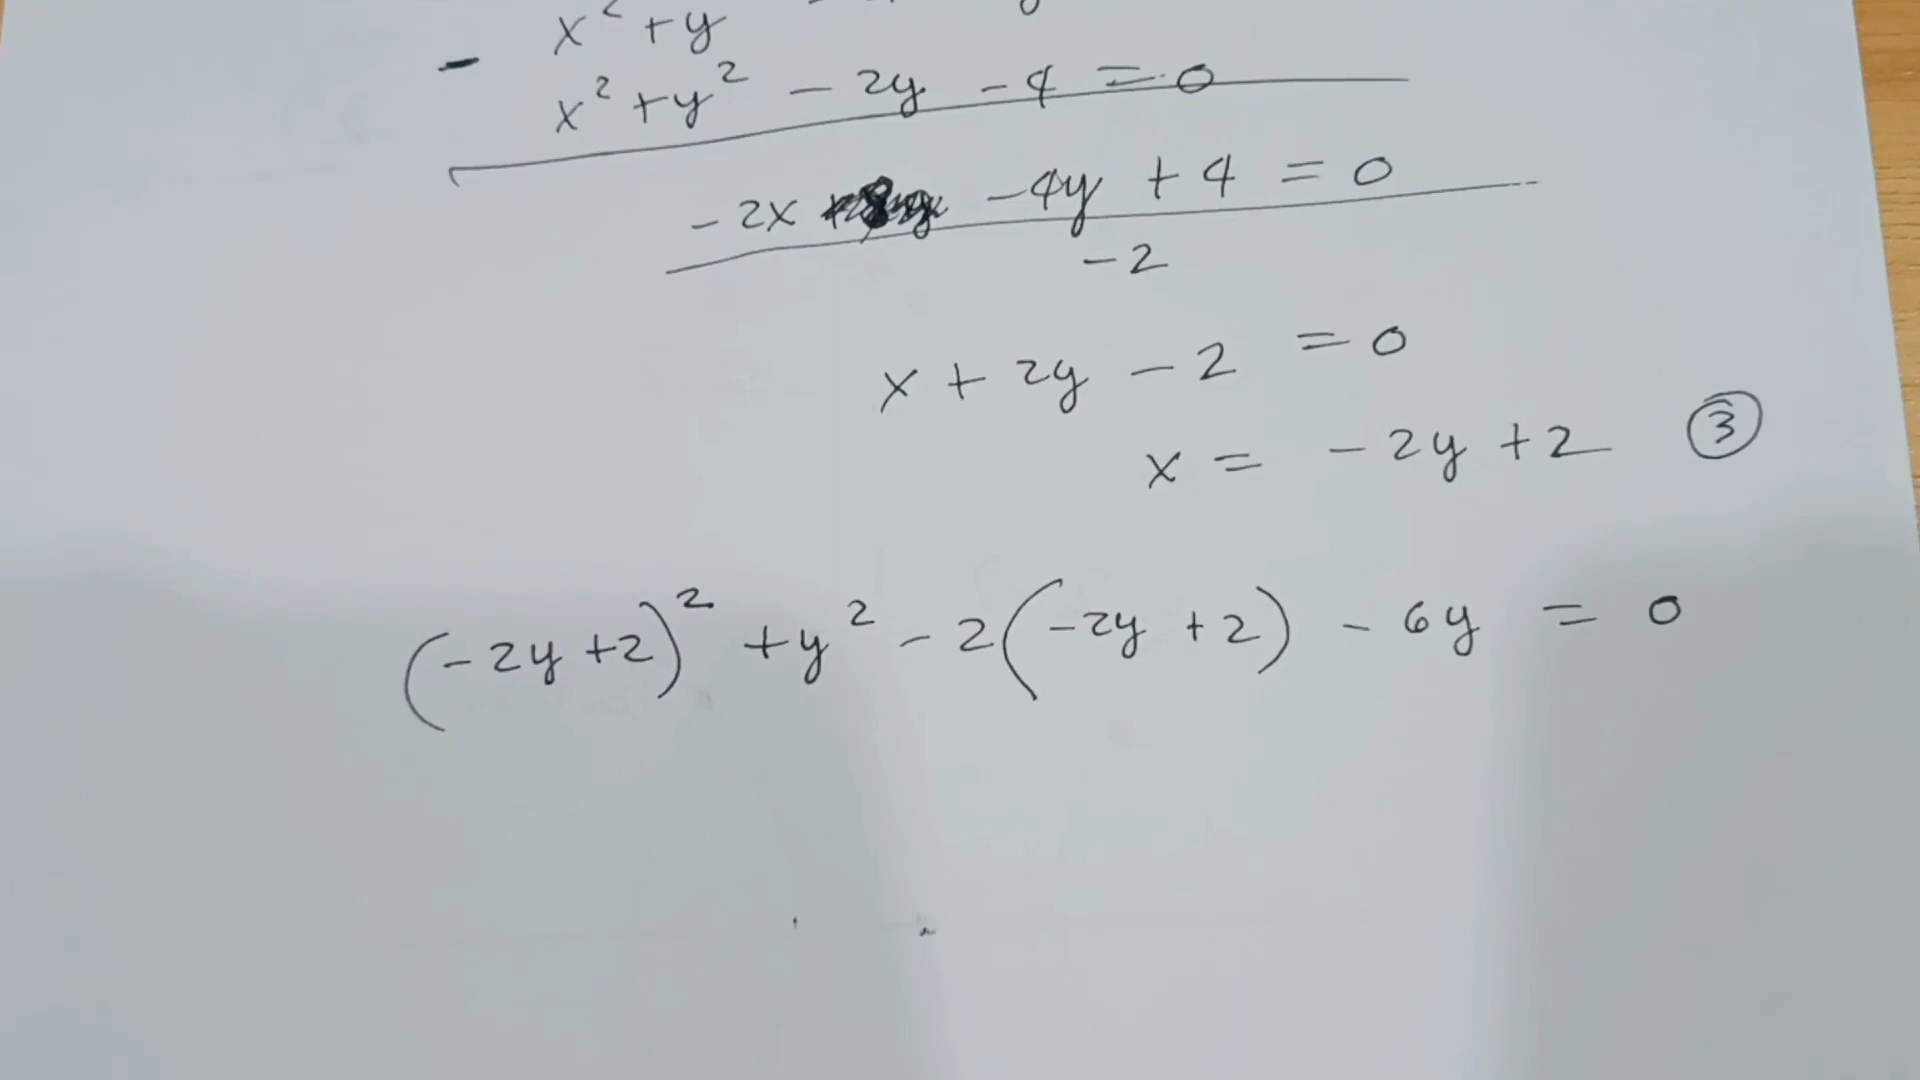 x² + y
- x² + y² - 2y - 4 = 0
- 2x - 4y + 4 = 0
- 2
x + 2y - 2 = 0
x = - 2y + 2 ③
(- 2y + 2)² + y² - 2(- 2y + 2) - 6y = 0